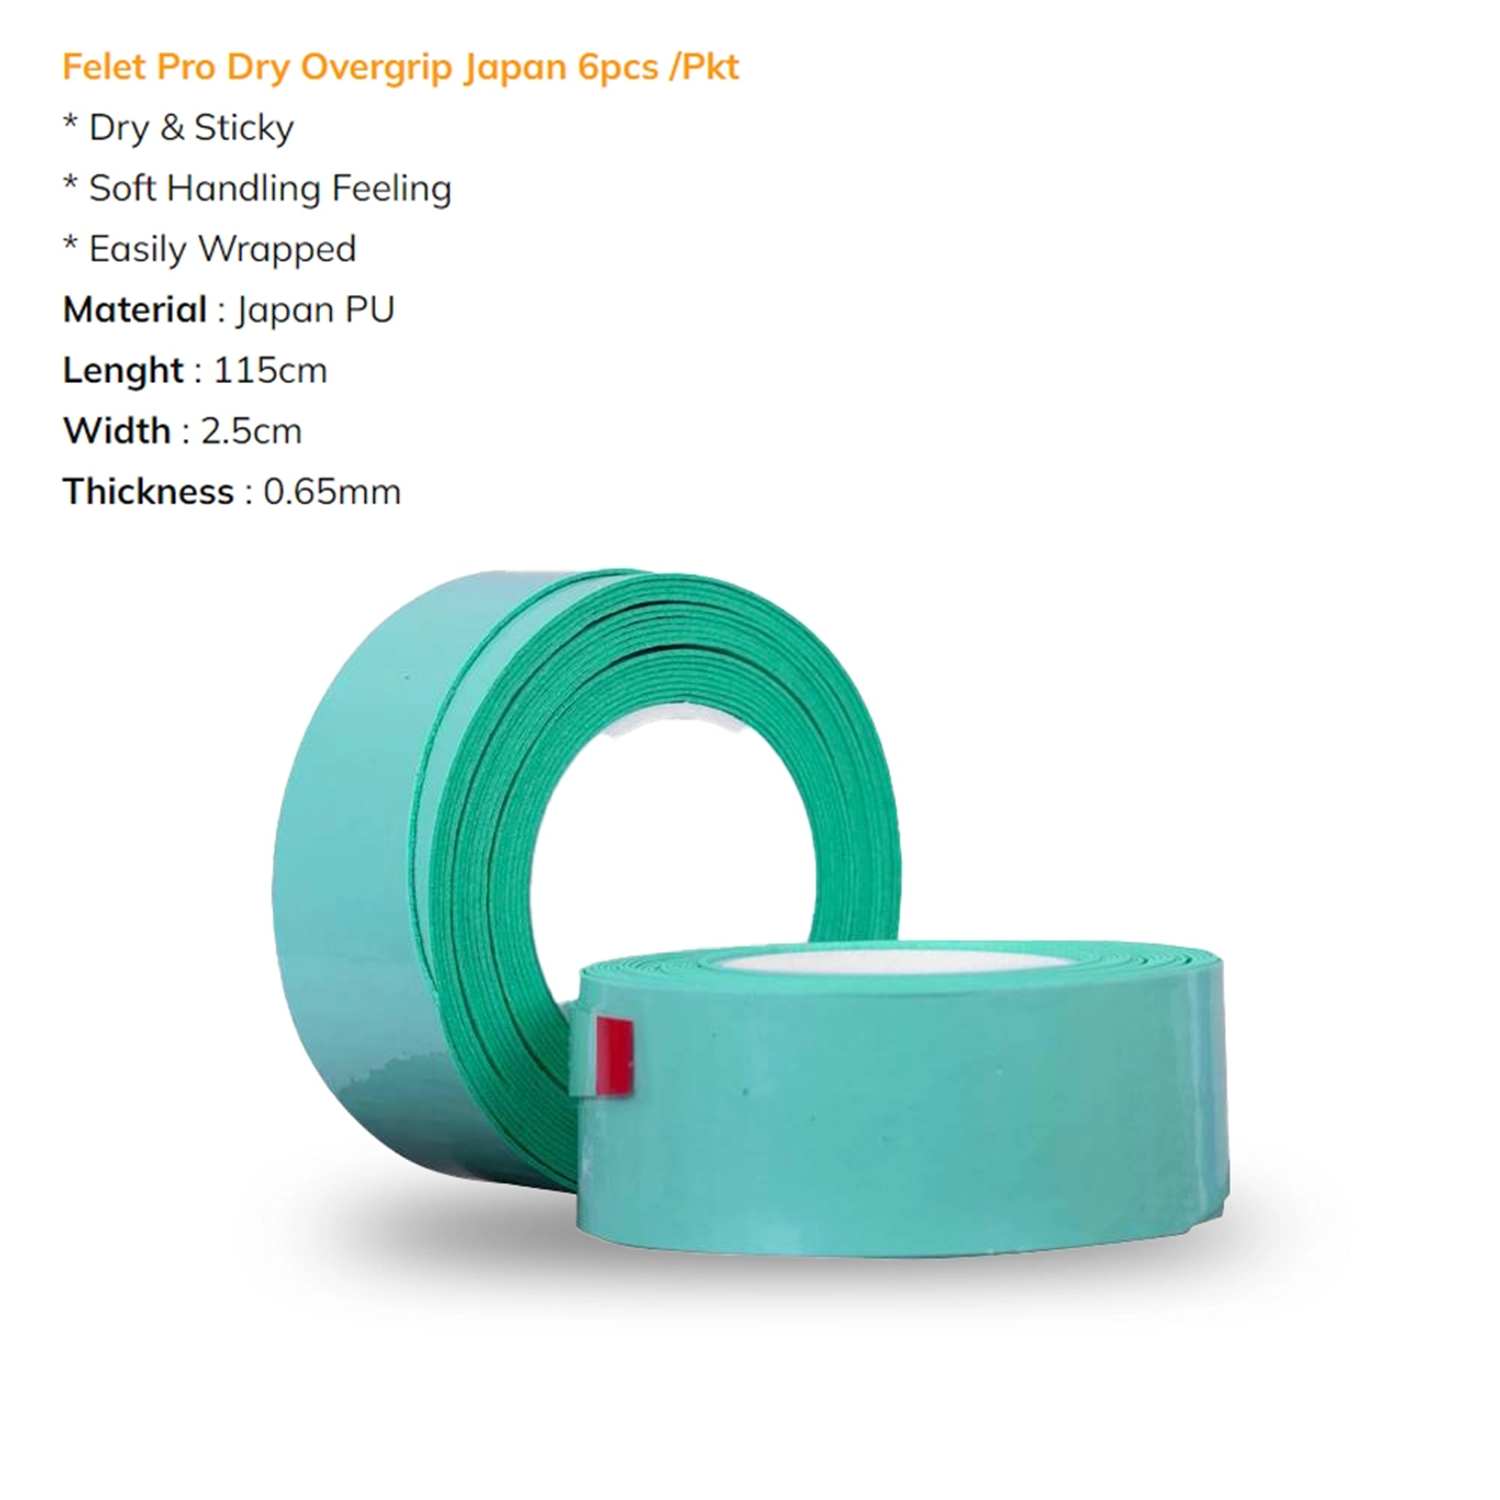 Felet Pro Dry Overgrip Japan 6pcs /Pkt
* Dry & Sticky
* Soft Handling Feeling
* Easily Wrapped
Material : Japan PU
Lenght : 115cm
Width : 2.5cm
Thickness : 0.65mm